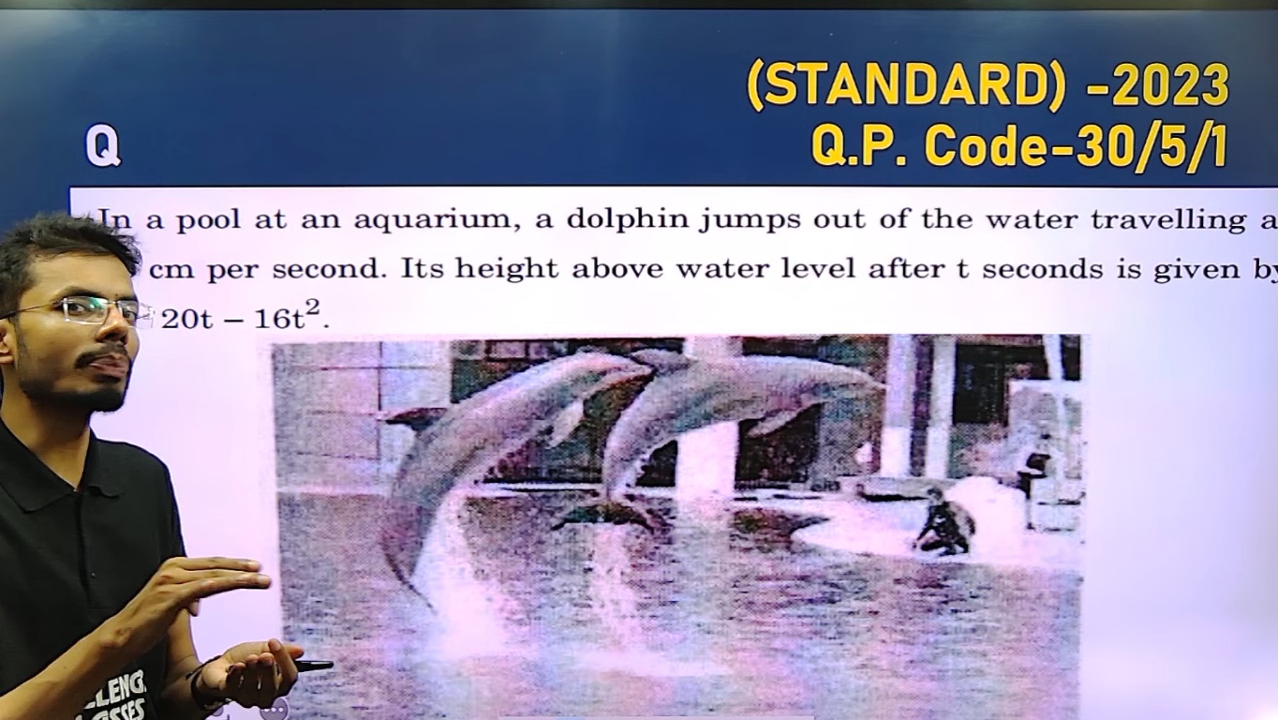 (STANDARD) -2023
Q.P. Code-30/5/1
Q
In a pool at an aquarium, a dolphin jumps out of the water travelling a
cm per second. Its height above water level after t seconds is given by
20t – 16t².
LLENG